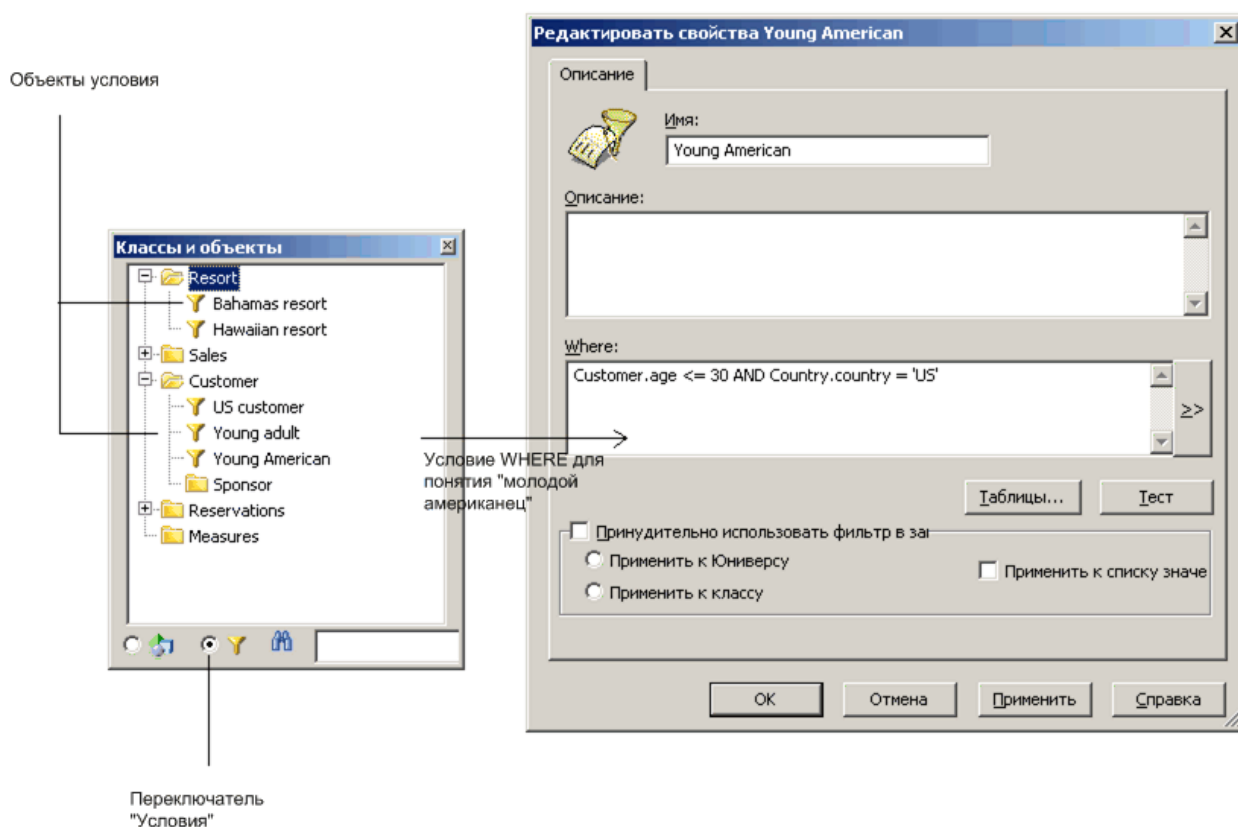 Объекты условия
Классы и объекты
Resort
Bahamas resort
Hawaiian resort
Sales
Customer
US customer
Young adult
Young American
Sponsor
Reservations
Measures
Переключатель
"Условия"
Условие WHERE для
понятия "молодой
американец"
Редактировать свойства Young American
Описание
Имя:
Young American
Описание:
Where:
Customer.age <= 30 AND Country.country = 'US'
>>
Таблицы...
Тест
Принудительно использовать фильтр в заг
Применить к Юниверсу
Применить к списку значе
Применить к классу
OK
Отмена
Применить
Справка